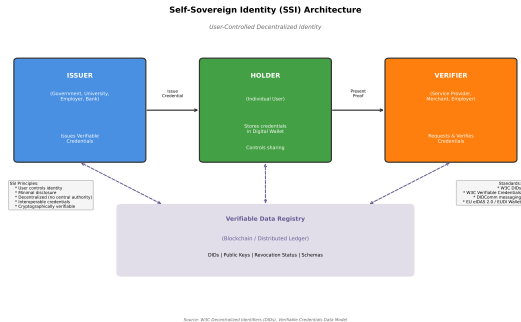 Self-Sovereign Identity (SSI) Architecture
User-Controlled Decentralized Identity
ISSUER
(Government, University,
Employer, Bank)
Issues Verifiable
Credentials
Issue
Credential
HOLDER
(Individual User)
Stores credentials
in Digital Wallet
Controls sharing
Present
Proof
VERIFIER
(Service Provider,
Merchant, Employer)
Requests & Verifies
Credentials
SSI Principles:
* User controls identity
* Minimal disclosure
* Decentralized (no central authority)
* Interoperable credentials
* Cryptographically verifiable
Standards:
* W3C DIDs
* W3C Verifiable Credentials
* DIDComm messaging
* EU eIDAS 2.0 / EUDI Wallet
Verifiable Data Registry
(Blockchain / Distributed Ledger)
DIDs | Public Keys | Revocation Status | Schemas
Source: W3C Decentralized Identifiers (DIDs), Verifiable Credentials Data Model